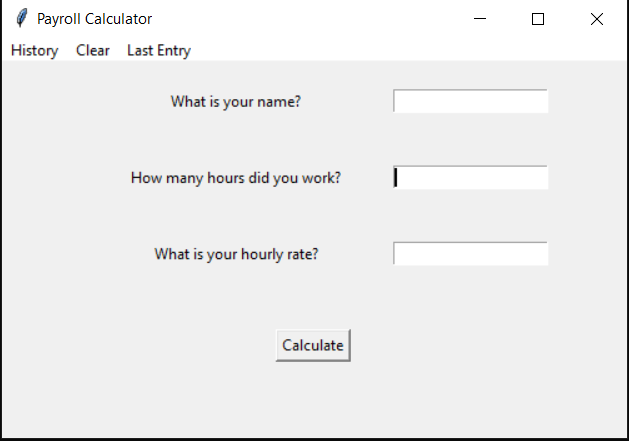 Payroll Calculator
History Clear Last Entry
What is your name?
How many hours did you work?
What is your hourly rate?
Calculate